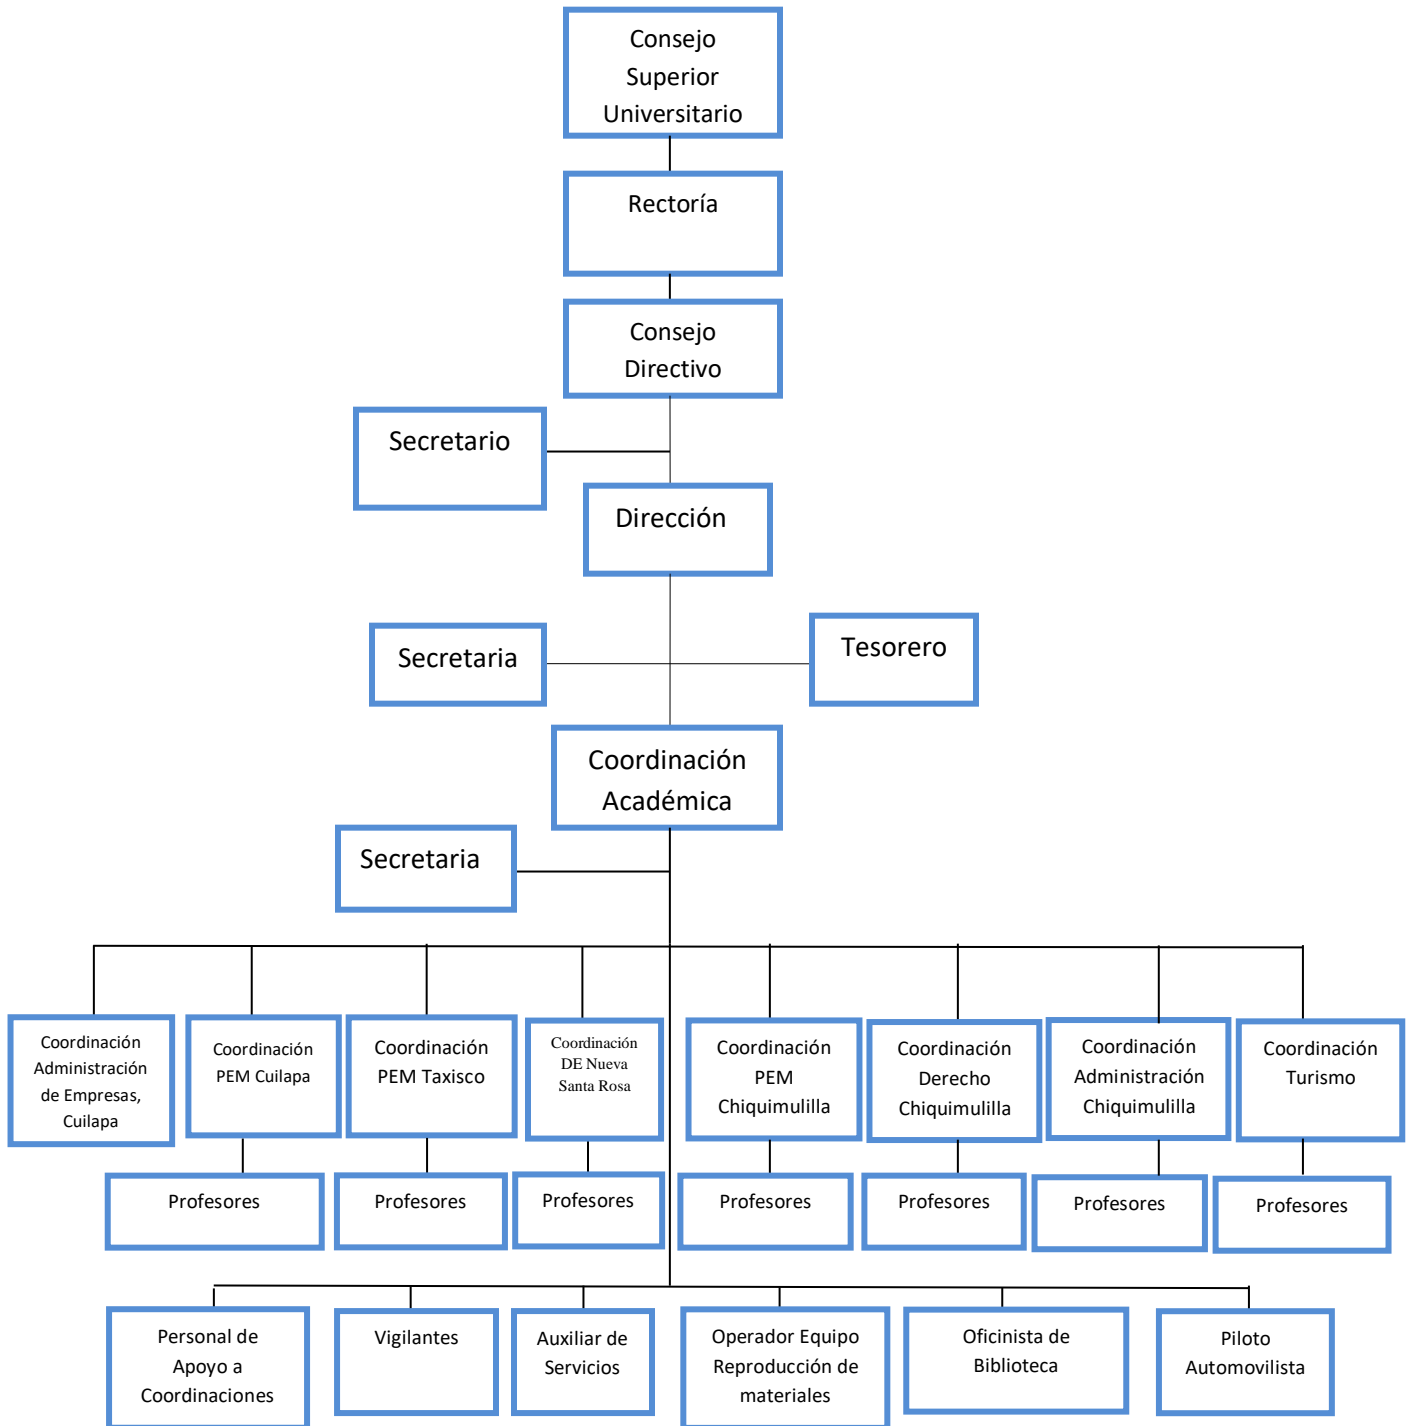 Consejo
Superior
Universitario
Rectoría
Consejo
Directivo
Secretario
Dirección
Secretaria
Tesorero
Coordinación
Académica
Secretaria
Coordinación
Administración
de Empresas,
Cuilapa
Coordinación
PEM Cuilapa
Coordinación
PEM Taxisco
Coordinación
DE Nueva
Santa Rosa
Coordinación
PEM
Chiquimulilla
Coordinación
Derecho
Chiquimulilla
Coordinación
Administración
Chiquimulilla
Coordinación
Turismo
Profesores
Profesores
Profesores
Profesores
Profesores
Profesores
Profesores
Personal de
Apoyo a
Coordinaciones
Vigilantes
Auxiliar de
Servicios
Operador Equipo
Reproducción de
materiales
Oficinista de
Biblioteca
Piloto
Automovilista